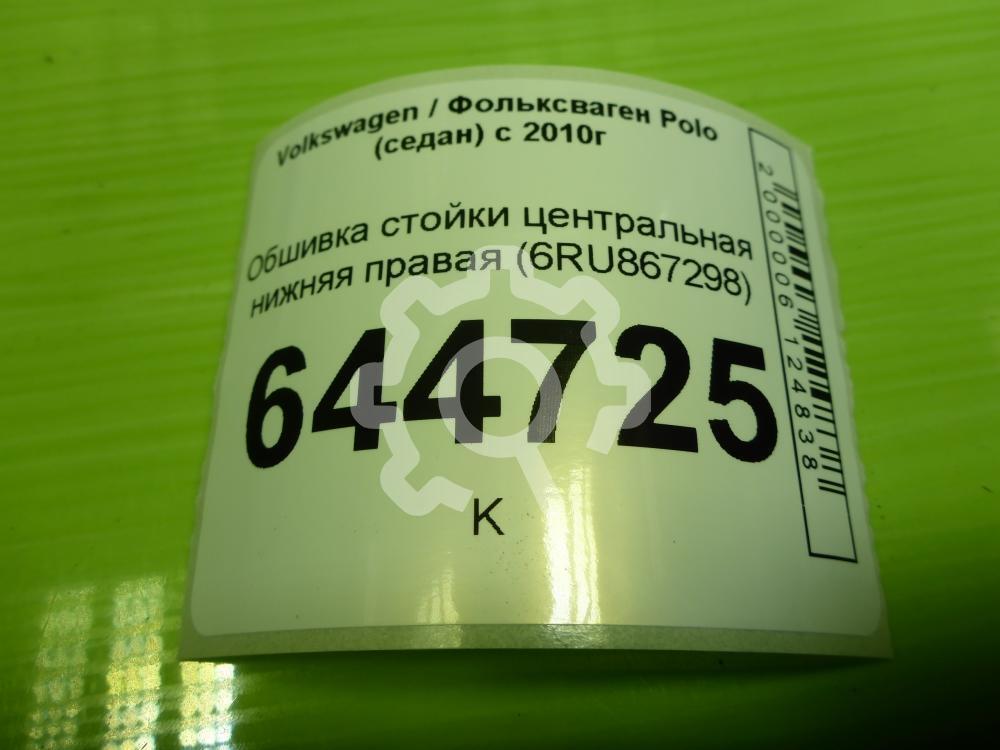 Volkswagen / Фольксваген Polo
(седан) с 2010г
Обшивка стойки центральная
нижняя правая (6RU867298)
644725
К
2000006124838